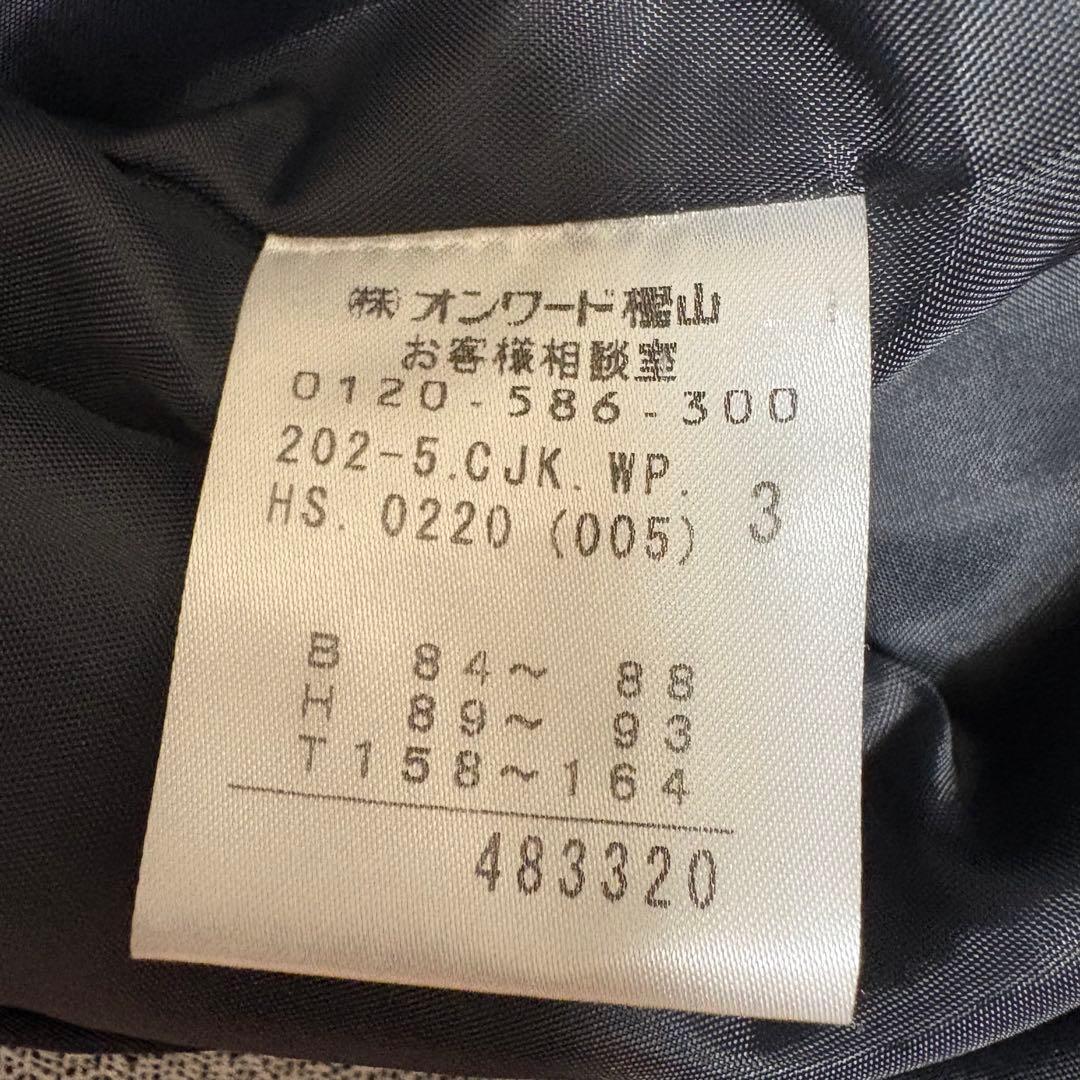 ㈱オンワード樫山
お客様相談室
0120-586-300
202-5.CJK.WP.
HS. 0220 (005) 3
B 84～ 88
H 89～ 93
T158～164
483320